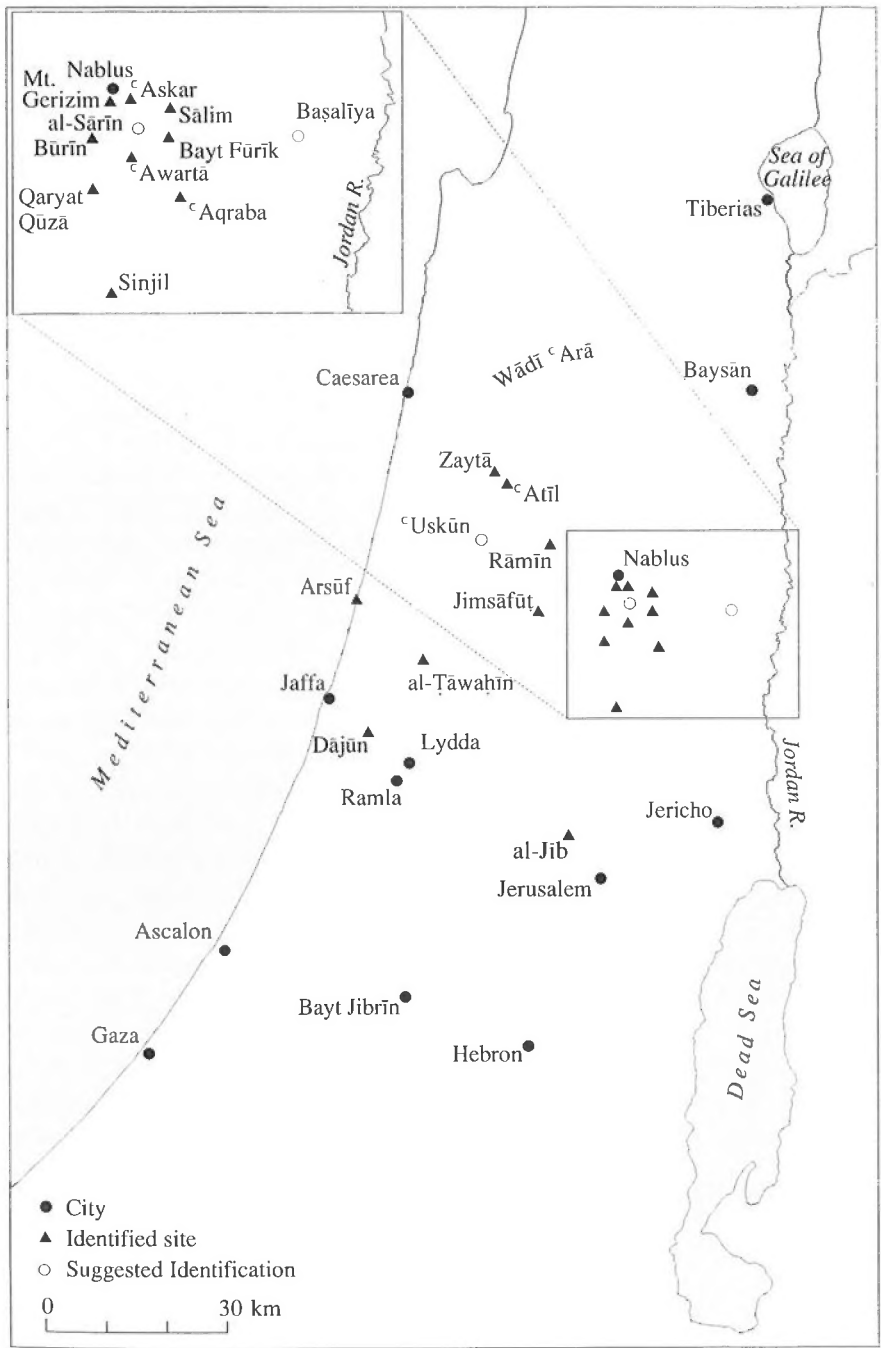 Mt.
Nablus
ᶜAskar
Gerizim
Sālim
Baṣalīya
al-Sārīn
Būrīn
Bayt Fūrīk
ᶜAwartā
Qaryat
Qūzā
ᶜAqraba
Jordan R.
Sinjil
Sea of
Galilee
Tiberias
Wādī ᶜArā
Caesarea
Baysān
Zaytā
ᶜAtīl
ᶜUskūn
Rāmīn
Nablus
Mediterranean Sea
Arsūf
Jimsāfūṭ
al-Ṭāwaḥīn
Jaffa
Dājūn
Lydda
Ramla
Jordan R.
Jericho
al-Jib
Jerusalem
Ascalon
Bayt Jibrīn
Gaza
Hebron
Dead Sea
City
Identified site
Suggested Identification
0 30 km